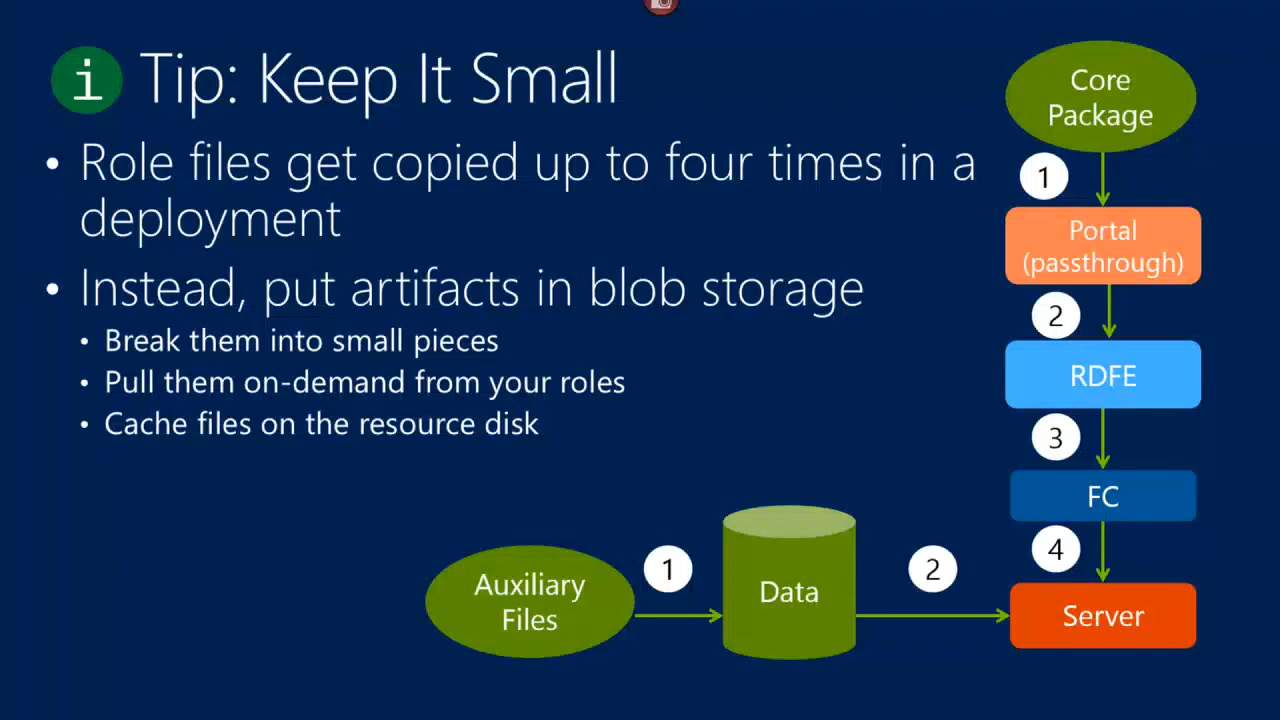 i Tip: Keep It Small
• Role files get copied up to four times in a
deployment
• Instead, put artifacts in blob storage
• Break them into small pieces
• Pull them on-demand from your roles
• Cache files on the resource disk
Core
Package
1
Portal
(passthrough)
2
RDFE
3
FC
4
Server
Auxiliary
Files
1
Data
2